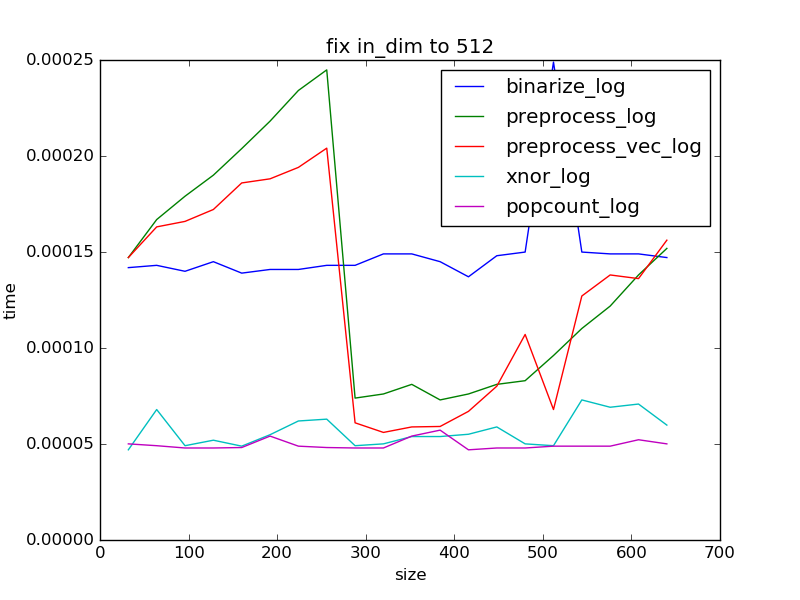 fix in_dim to 512
0.00025
0.00020
0.00015
0.00010
0.00005
0.00000
time
binarize_log
preprocess_log
preprocess_vec_log
xnor_log
popcount_log
0 100 200 300 400 500 600 700
size